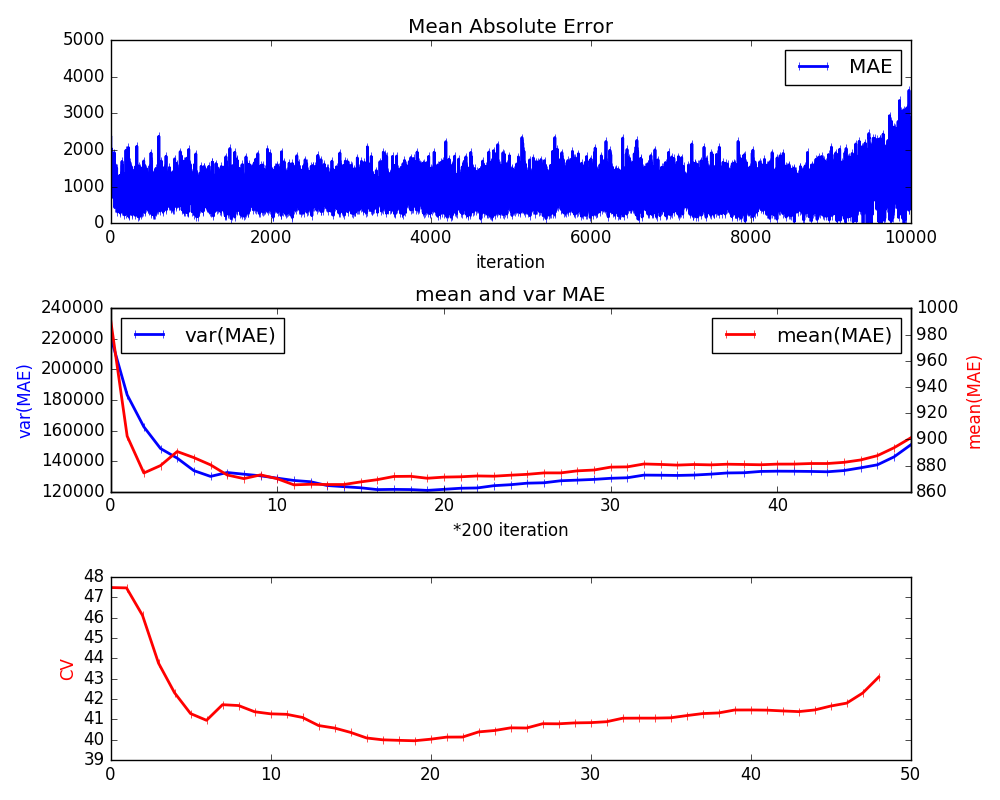 Mean Absolute Error
5000
4000
3000
2000
1000
0
MAE
0 2000 4000 6000 8000 10000
iteration
mean and var MAE
240000
220000
200000
180000
160000
140000
120000
var(MAE)
var(MAE)
mean(MAE)
1000
980
960
940
920
900
880
860
mean(MAE)
0 10 20 30 40
*200 iteration
48
47
46
45
44
43
42
41
40
39
CV
0 10 20 30 40 50